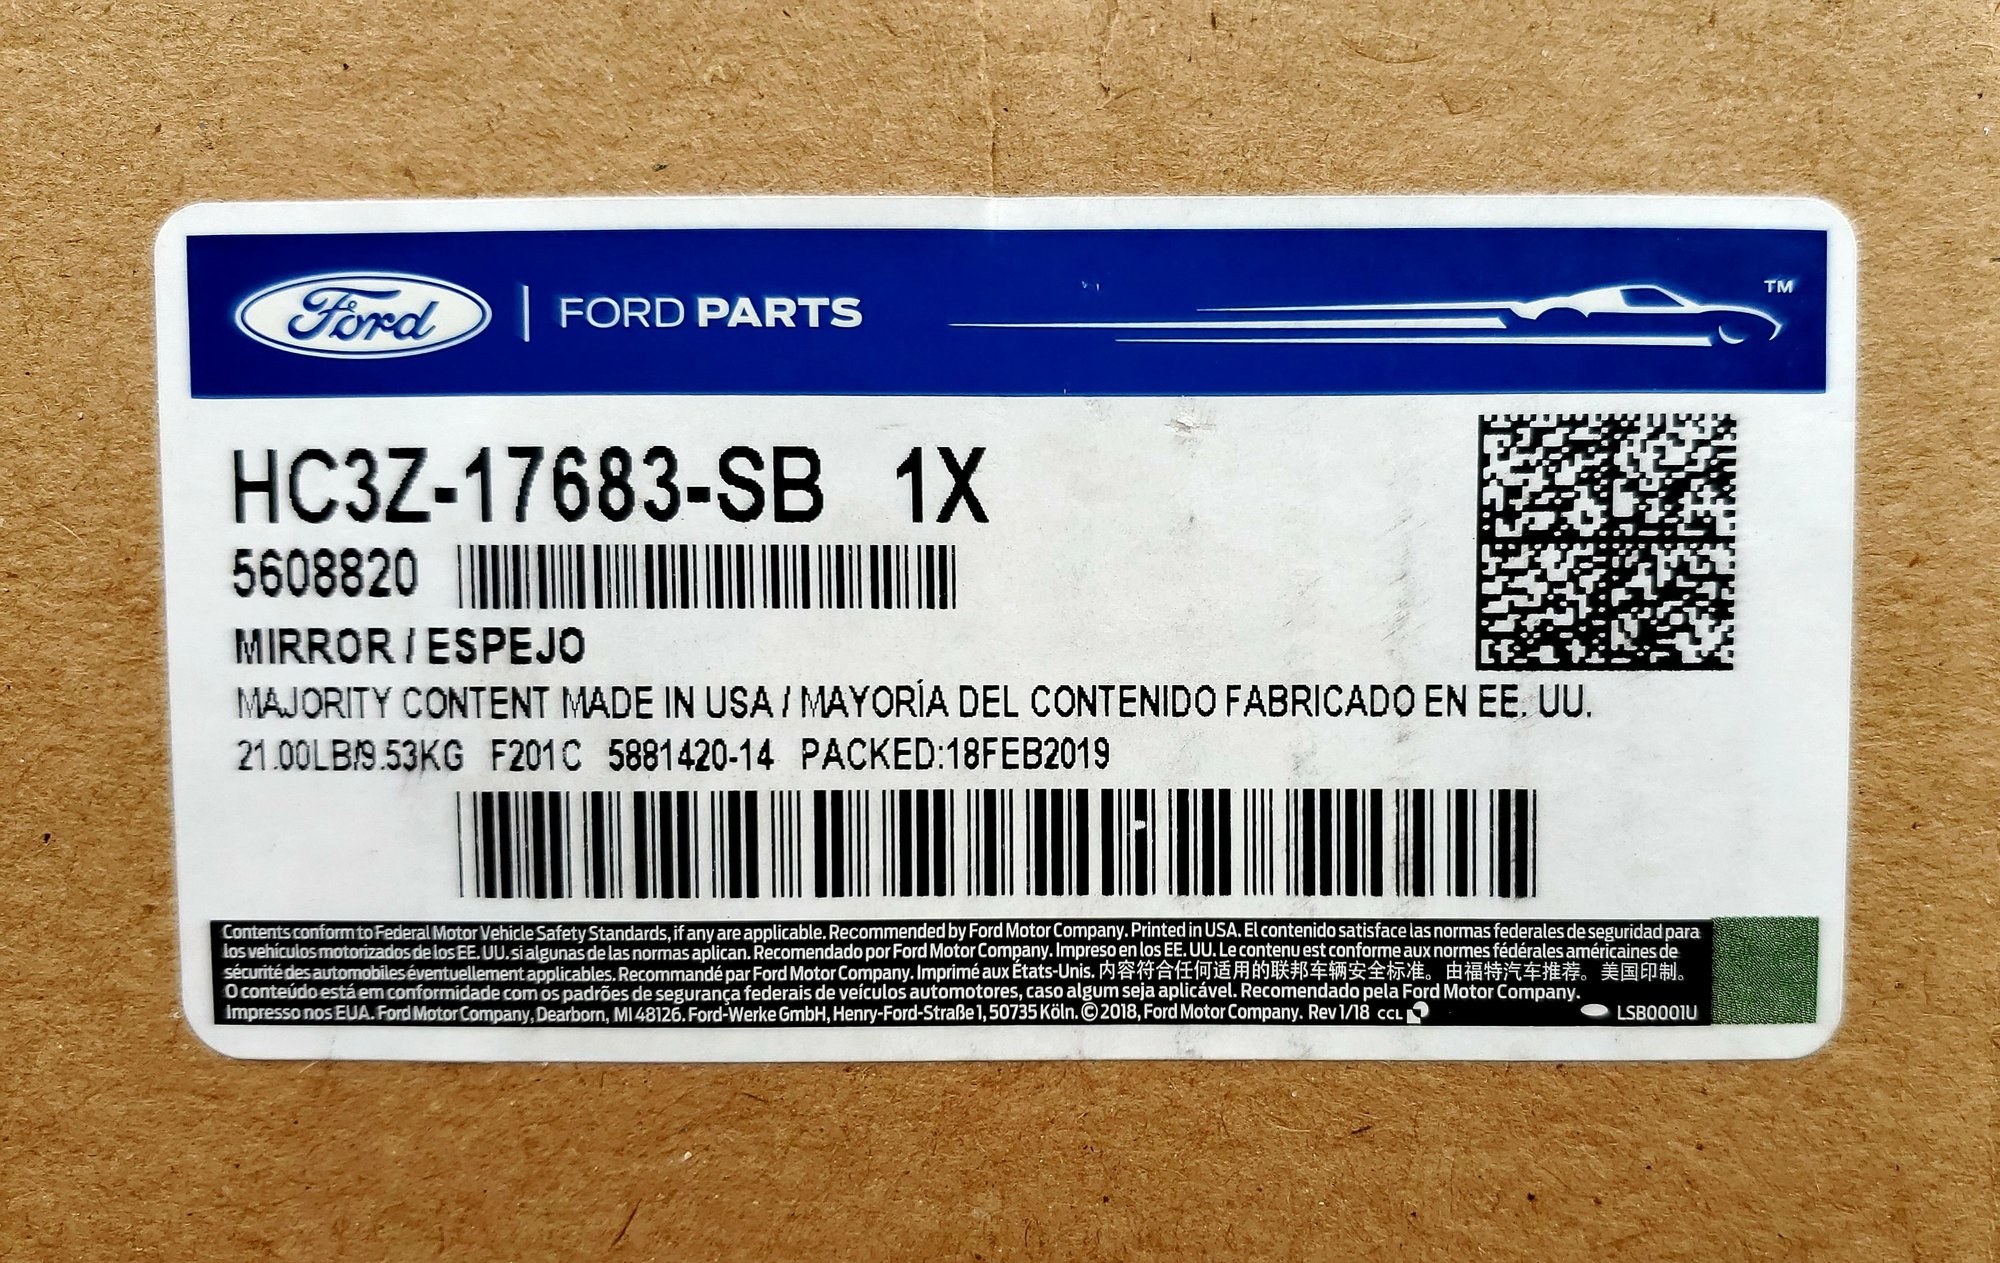 Ford | FORD PARTS TM
HC3Z-17683-SB 1X
5608820
MIRROR / ESPEJO
MAJORITY CONTENT MADE IN USA / MAYORÍA DEL CONTENIDO FABRICADO EN EE. UU.
21.00LB/9.53KG F201C 5881420-14 PACKED:18FEB2019
Contents conform to Federal Motor Vehicle Safety Standards, if any are applicable. Recommended by Ford Motor Company. Printed in USA. El contenido satisface las normas federales de seguridad para
los vehículos motorizados de los EE. UU. si algunas de las normas aplican. Recomendado por Ford Motor Company. Impreso en los EE. UU. Le contenu est conforme aux normes fédérales américaines de
sécurité des automobiles éventuellement applicables. Recommandé par Ford Motor Company. Imprimé aux États-Unis. 内容符合任何适用的联邦车辆安全标准。由福特汽车推荐。美国印制。
O conteúdo está em conformidade com os padrões de segurança federais de veículos automotores, caso algum seja aplicável. Recomendado pela Ford Motor Company.
Impresso nos EUA. Ford Motor Company, Dearborn, MI 48126. Ford-Werke GmbH, Henry-Ford-Straße 1, 50735 Köln. © 2018, Ford Motor Company. Rev 1/18 CCL LSB0001U